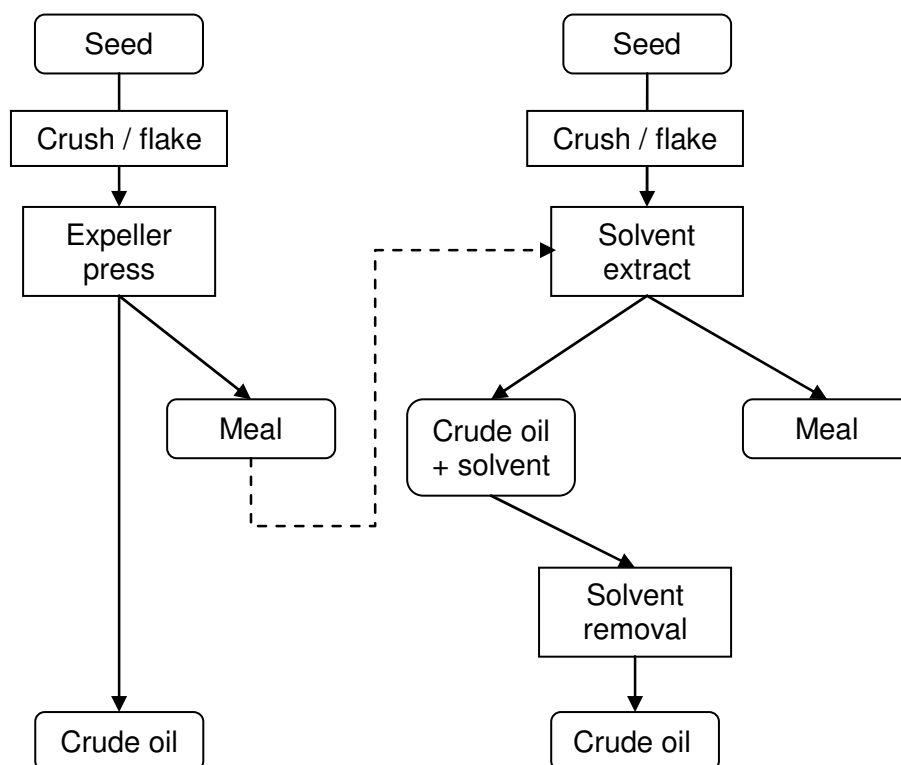 Seed
Seed
Crush / flake
Crush / flake
Expeller
press
Solvent
extract
Meal
Crude oil
+ solvent
Meal
Solvent
removal
Crude oil
Crude oil